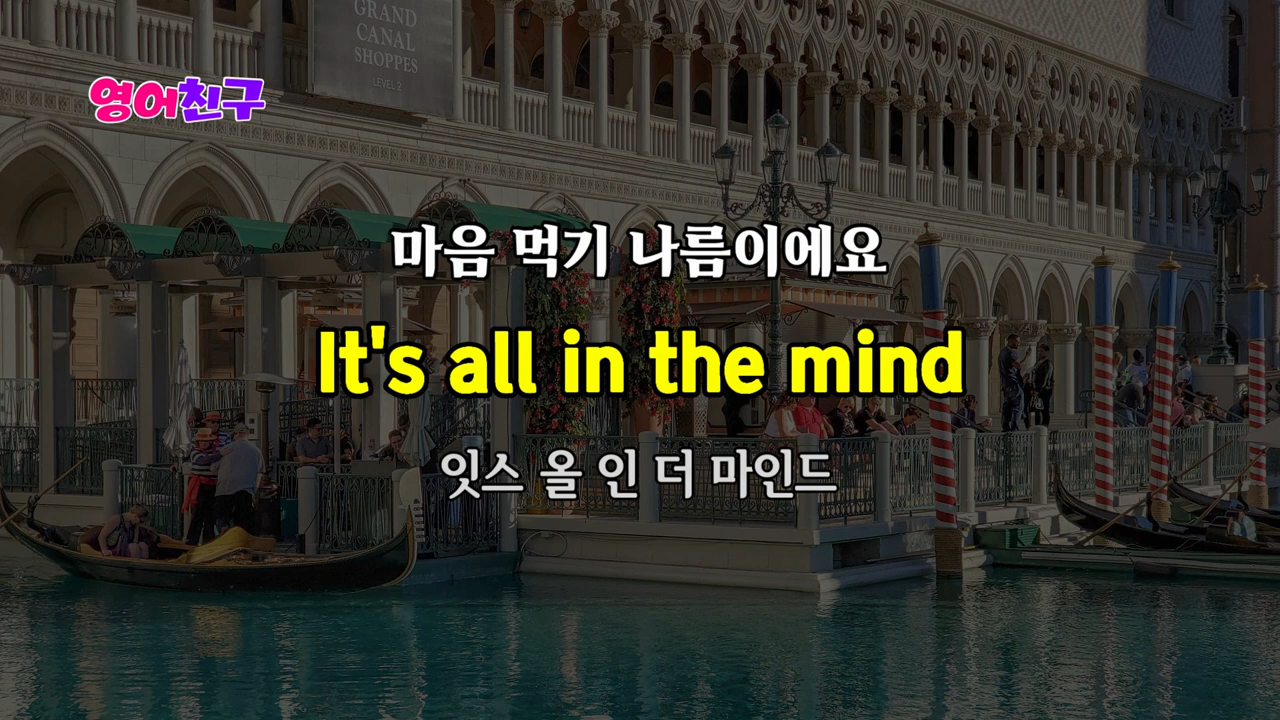 GRAND
CANAL
SHOPPES
LEVEL 2
영어친구
마음 먹기 나름이에요
It's all in the mind
잇스 올 인 더 마인드